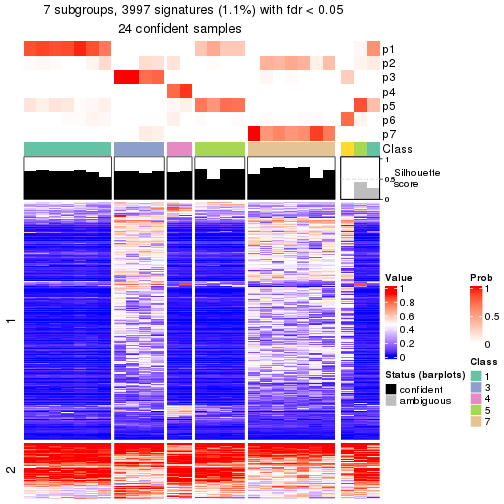 7 subgroups, 3997 signatures (1.1%) with fdr < 0.05
24 confident samples
p1
p2
p3
p4
p5
p6
p7
Class
1
0.5
0
Silhouette
score
1
2
Value
1
0.8
0.6
0.4
0.2
0
Prob
1
0.5
0
Status (barplots)
confident
ambiguous
Class
1
3
4
5
7